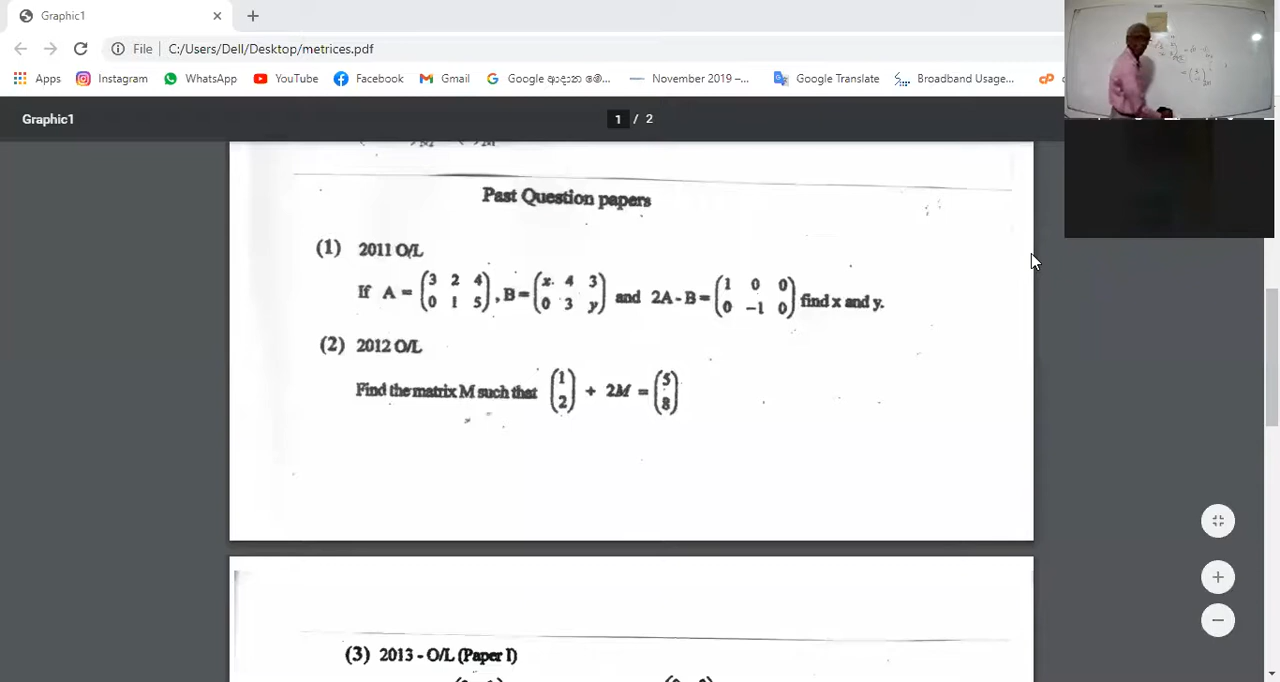 Graphic1
File | C:/Users/Dell/Desktop/metrices.pdf
Apps Instagram WhatsApp YouTube Facebook Gmail Google ආදාන මෙ... November 2019 –... Google Translate Broadband Usage...
Graphic1 1 / 2
Past Question papers
(1) 2011 O/L
If A = (3 2 4 / 0 1 5), B = (x 4 3 / 0 3 y) and 2A - B = (1 0 0 / 0 -1 0) find x and y.
(2) 2012 O/L
Find the matrix M such that (1 / 2) + 2M = (5 / 8)
(3) 2013 - O/L (Paper I)